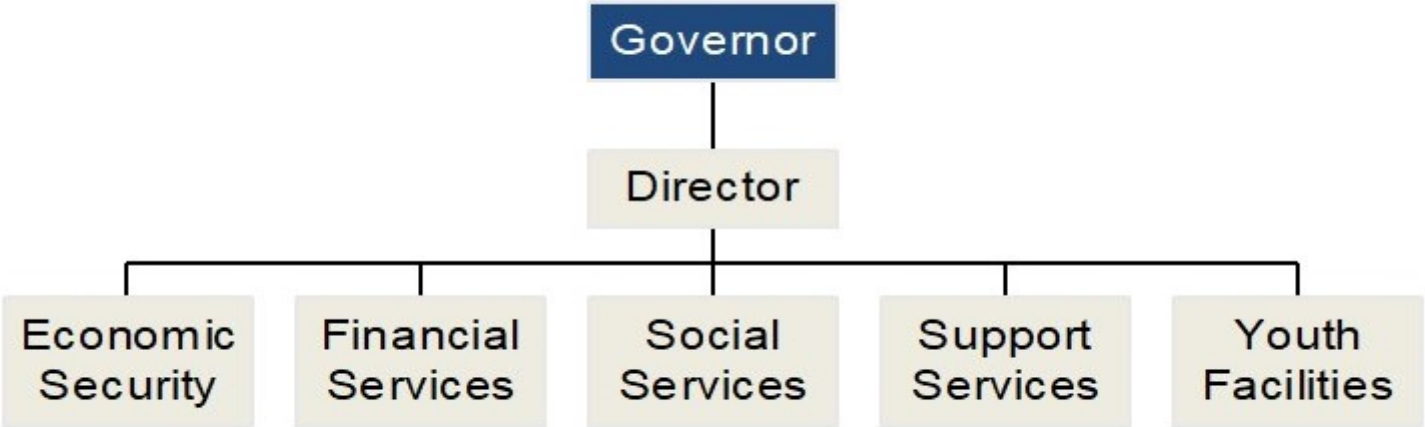 Governor
Director
Economic
Security
Financial
Services
Social
Services
Support
Services
Youth
Facilities